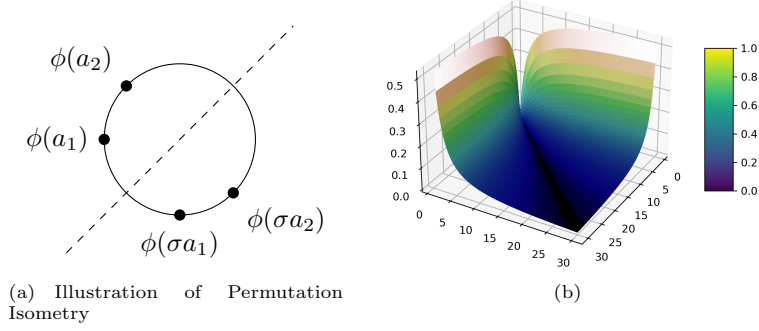 ϕ(a₂)
ϕ(a₁)
ϕ(σa₂)
ϕ(σa₁)
(a) Illustration of Permutation
Isometry
0.5
0.4
0.3
0.2
0.1
0.0
0 5 10 15 20 25 30
0 5 10 15 20 25 30
1.0
0.8
0.6
0.4
0.2
0.0
(b)